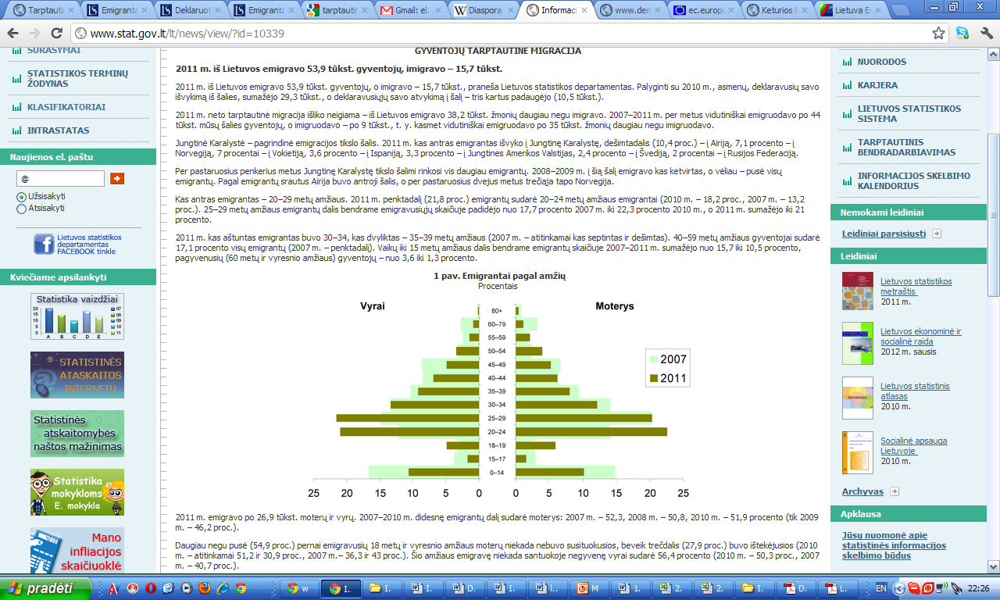 Tarptauti
Emigranta
Deklaruot
Emigrants
tarptautin
Gmail: el.
Diaspora
Informaci
www.der
ec.europa
Keturios l
Lietuva E
www.stat.gov.lt/lt/news/view/?id=10339
SURAŠYMAI
STATISTIKOS TERMINŲ
ŽODYNAS
KLASIFIKATORIAI
INTRASTATAS
Naujienos el. paštu
@
Užsisakyti
Atsisakyti
Lietuvos statistikos
departamentas
FACEBOOK tinkle
Kviečiame apsilankyti
Statistika vaizdžiai
20
15
10
5
0
A B C D E
07
08
09
10
11
STATISTINĖS
ATASKAITOS
INTERNETU
Statistinės
atskaitomybės
naštos mažinimas
Statistika
mokykloms
E. mokykla
Mano
infliacijos
skaičiuoklė
GYVENTOJŲ TARPTAUTINĖ MIGRACIJA
2011 m. iš Lietuvos emigravo 53,9 tūkst. gyventojų, imigravo – 15,7 tūkst.
2011 m. iš Lietuvos emigravo 53,9 tūkst. gyventojų, o imigravo – 15,7 tūkst., praneša Lietuvos statistikos departamentas. Palyginti su 2010 m., asmenų, deklaravusių savo
išvykimą iš šalies, sumažėjo 29,3 tūkst., o deklaravusiųjų savo atvykimą į šalį – tris kartus padaugėjo (10,5 tūkst.).
2011 m. neto tarptautinė migracija išliko neigiama – iš Lietuvos emigravo 38,2 tūkst. žmonių daugiau negu imigravo. 2007–2011 m. per metus vidutiniškai emigruodavo po 44
tūkst. mūsų šalies gyventojų, o imigruodavo – po 9 tūkst., t. y. kasmet vidutiniškai emigruodavo po 35 tūkst. žmonių daugiau negu imigruodavo.
Jungtinė Karalystė – pagrindinė emigracijos tikslo šalis. 2011 m. kas antras emigrantas išvyko į Jungtinę Karalystę, dešimtadalis (10,4 proc.) – į Airiją, 7,1 procento – į
Norvegiją, 7 procentai – į Vokietiją, 3,6 procento – į Ispaniją, 3,3 procento – į Jungtines Amerikos Valstijas, 2,4 procento – į Švediją, 2 procentai – į Rusijos Federaciją.
Per pastaruosius penkerius metus Jungtinę Karalystę tikslo šalimi rinkosi vis daugiau emigrantų. 2008–2009 m. į šią šalį emigravo kas ketvirtas, o vėliau – pusė visų
emigrantų. Pagal emigrantų srautus Airija buvo antroji šalis, o per pastaruosius dvejus metus trečiąja tapo Norvegija.
Kas antras emigrantas – 20–29 metų amžiaus. 2011 m. penktadalį (21,8 proc.) emigrantų sudarė 20–24 metų amžiaus emigrantai (2010 m. – 18,2 proc., 2007 m. – 13,2
proc.). 25–29 metų amžiaus emigrantų dalis bendrame emigravusiųjų skaičiuje padidėjo nuo 17,7 procento 2007 m. iki 22,3 procento 2010 m., o 2011 m. sumažėjo iki 21
procento.
2011 m. kas aštuntas emigrantas buvo 30–34, kas dvyliktas – 35–39 metų amžiaus (2007 m. – atitinkamai kas septintas ir dešimtas). 40–59 metų amžiaus gyventojai sudarė
17,1 procento visų emigrantų (2007 m. – penktadalį). Vaikų iki 15 metų amžiaus dalis bendrame emigrantų skaičiuje 2007–2011 m. sumažėjo nuo 15,7 iki 10,5 procento,
pagyvenusių (60 metų ir vyresnio amžiaus) gyventojų – nuo 3,6 iki 1,3 procento.
1 pav. Emigrantai pagal amžių
Procentais
Vyrai
Moterys
80+
60–79
55–59
50–54
45–49
40–44
35–39
30–34
25–29
20–24
18–19
15–17
0–14
2007
2011
25 20 15 10 5 0 0 5 10 15 20 25
2011 m. emigravo po 26,9 tūkst. moterų ir vyrų. 2007–2010 m. didesnę emigrantų dalį sudarė moterys: 2007 m. – 52,3, 2008 m. – 50,8, 2010 m. – 51,9 procento (tik 2009
m. – 46,2 proc.).
Daugiau negu pusė (54,9 proc.) pernai emigravusių 18 metų ir vyresnio amžiaus moterų niekada nebuvo susituokusios, beveik trečdalis (27,9 proc.) buvo ištekėjusios (2010
m. – atitinkamai 51,2 ir 30,9 proc., 2007 m.– 36,3 ir 43 proc.). Šio amžiaus emigravę niekada santuokoje negyvenę vyrai sudarė 56,4 procento (2010 m. – 50,3 proc., 2007
m. – 40,7 proc.).
NUORODOS
KARJERA
LIETUVOS STATISTIKOS
SISTEMA
TARPTAUTINIS
BENDRADARBIAVIMAS
INFORMACIJOS SKELBIMO
KALENDORIUS
Nemokami leidiniai
Leidiniai parsisiųsti
Leidiniai
Lietuvos statistikos
metraštis
2011 m.
Lietuvos ekonominė ir
socialinė raida
2012 m. sausis
Lietuvos statistinis
atlasas
2010 m.
Socialinė apsauga
Lietuvoje
2010 m.
Archyvas
Apklausa
Jūsų nuomonė apie
statistinės informacijos
skelbimo būdus
pradėti
w
I.
I.
I.
D.
I.
l..
M
1.
2.
2.
I.
D.
L.
EN
22:26